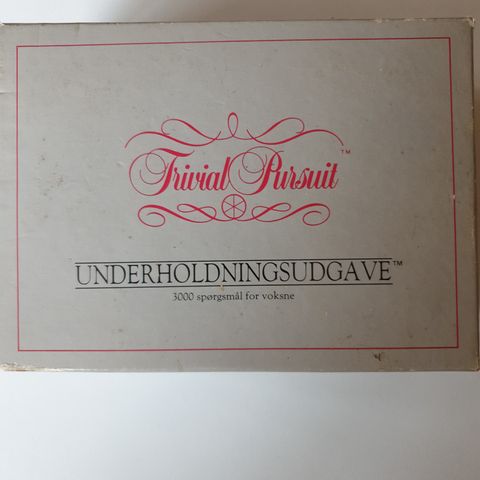 Trivial Pursuit™
UNDERHOLDNINGSUDGAVE™
3000 spørgsmål for voksne